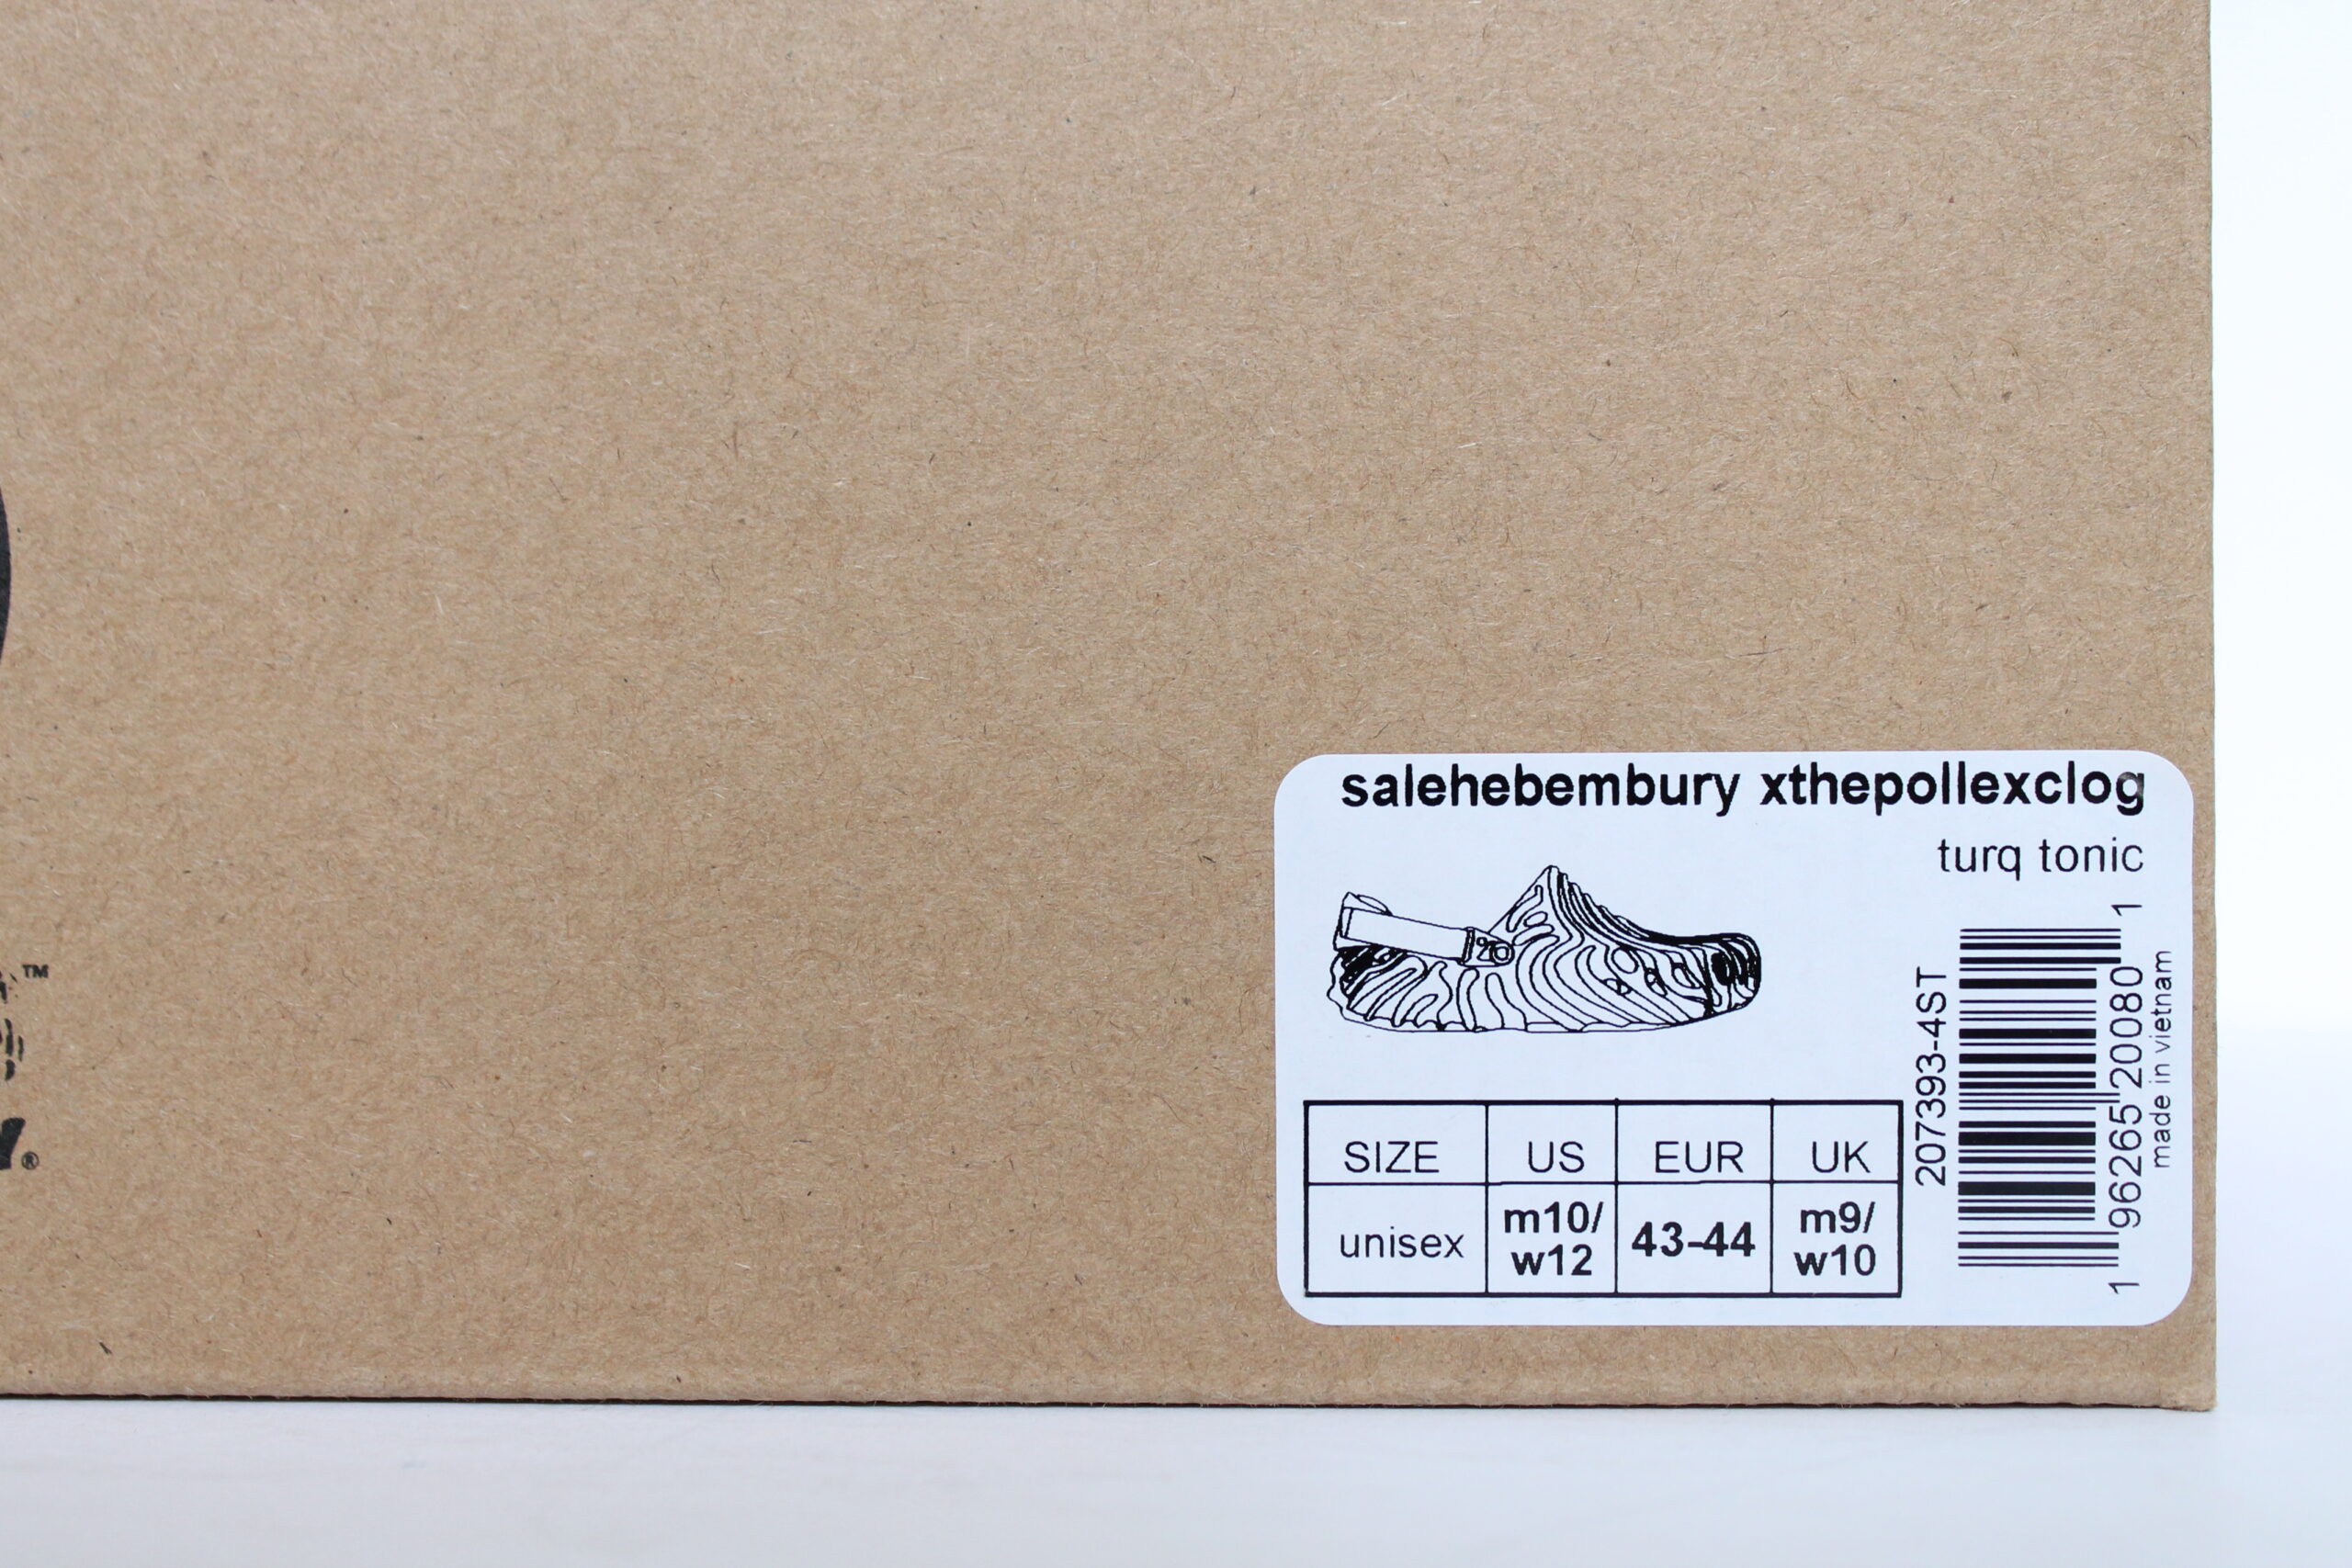 salehebembury xthepollexclog
turq tonic
SIZE US EUR UK
unisex m10/ w12 43-44 m9/ w10
207393-4ST
1 96265 20080 1
made in vietnam
TM
®